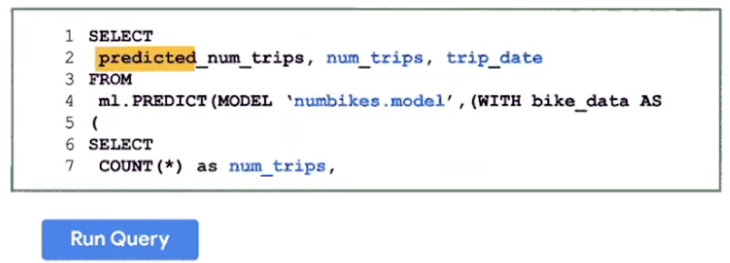 1 SELECT
2 predicted_num_trips, num_trips, trip_date
3 FROM
4 ml.PREDICT(MODEL ‘numbikes.model’,(WITH bike_data AS
5 (
6 SELECT
7 COUNT(*) as num_trips,
Run Query